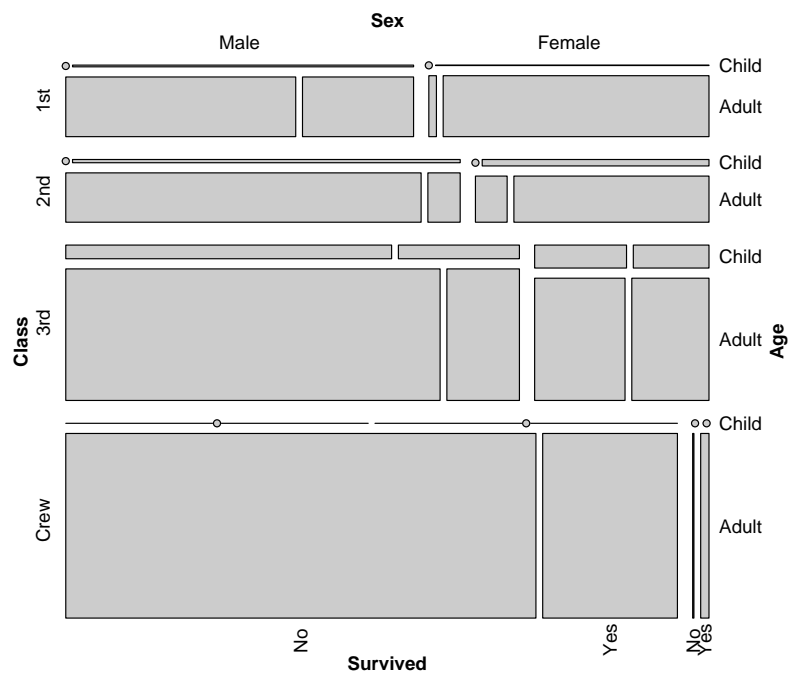 Sex
Male Female
Child
1st
Adult
Child
2nd
Adult
Child
3rd
Adult
Class
Age
Child
Crew
Adult
No Yes No Yes
Survived